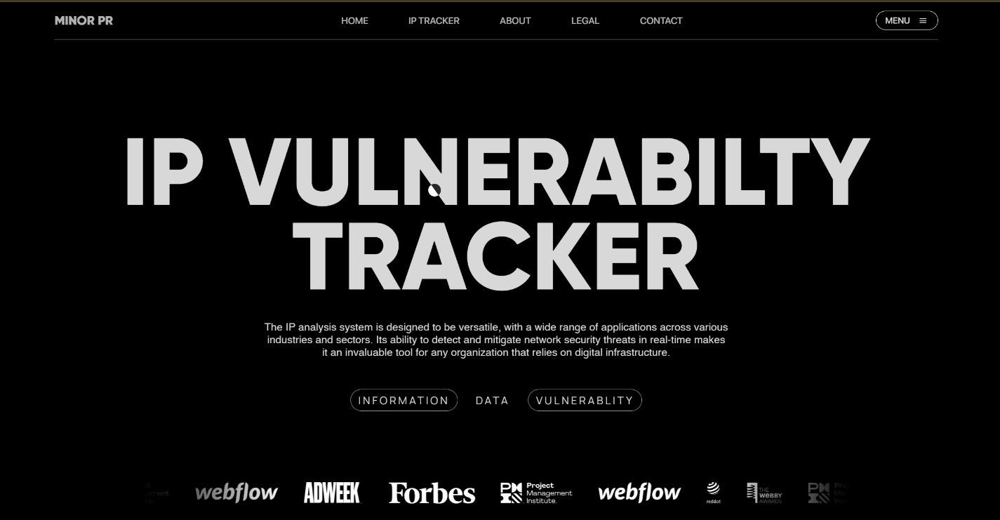 MINOR PR
HOME
IP TRACKER
ABOUT
LEGAL
CONTACT
MENU
IP VULNERABILTY
TRACKER
The IP analysis system is designed to be versatile, with a wide range of applications across various
industries and sectors. Its ability to detect and mitigate network security threats in real-time makes
it an invaluable tool for any organization that relies on digital infrastructure.
INFORMATION
DATA
VULNERABLITY
webflow
ADWEEK
Forbes
PM
Project
Management
Institute.
webflow
reddot
THE
WEBBY
AWARDS